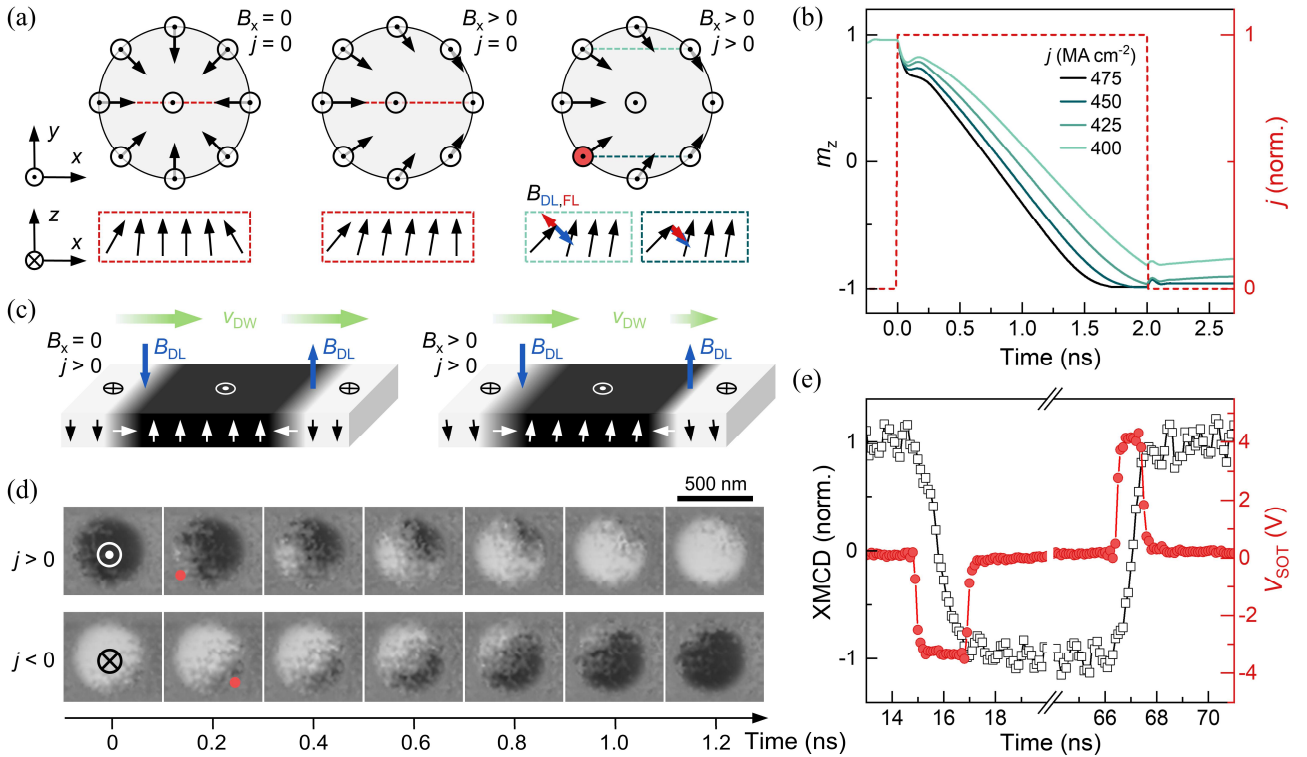 (a)
Bx = 0
j = 0
Bx > 0
j = 0
Bx > 0
j > 0
y
x
z
x
BDL,FL
(b)
1
0
-1
mz
0.0 0.5 1.0 1.5 2.0 2.5
Time (ns)
j (MA cm-2)
475
450
425
400
1
0
j (norm.)
(c)
vDW
Bx = 0
j > 0
BDL
BDL
vDW
Bx > 0
j > 0
BDL
BDL
(d)
500 nm
j > 0
j < 0
0 0.2 0.4 0.6 0.8 1.0 1.2 Time (ns)
(e)
1
0
-1
XMCD (norm.)
14 16 18 66 68 70
Time (ns)
4
2
0
-2
-4
VSOT (V)